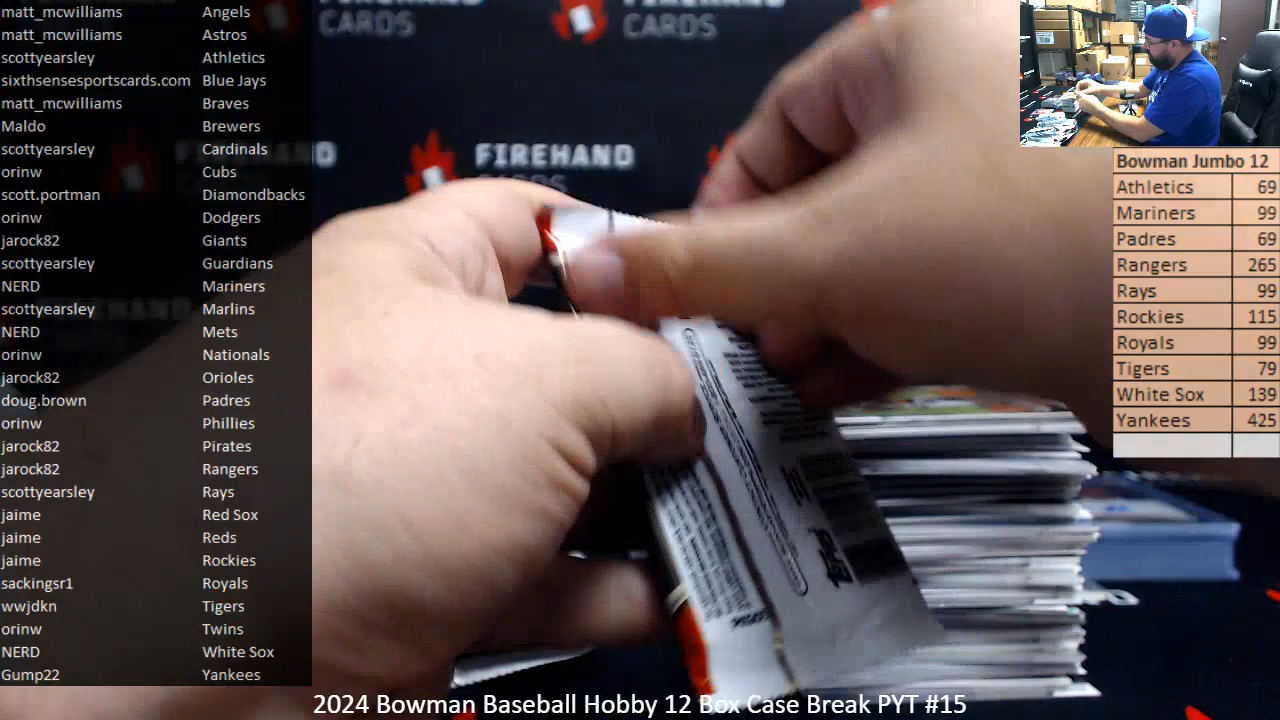 matt_mcwilliams Angels
matt_mcwilliams Astros
scottyearsley Athletics
sixthsensesportscards.com Blue Jays
matt_mcwilliams Braves
Maldo Brewers
scottyearsley Cardinals
orinw Cubs
scott.portman Diamondbacks
orinw Dodgers
jarock82 Giants
scottyearsley Guardians
NERD Mariners
scottyearsley Marlins
NERD Mets
orinw Nationals
jarock82 Orioles
doug.brown Padres
orinw Phillies
jarock82 Pirates
jarock82 Rangers
scottyearsley Rays
jaime Red Sox
jaime Reds
jaime Rockies
sackingsr1 Royals
wwjdkn Tigers
orinw Twins
NERD White Sox
Gump22 Yankees
FIREHAND
CARDS
CARDS
CARDS
FIREHAND
CARDS
topps
Bowman Jumbo 12
Athletics 69
Mariners 99
Padres 69
Rangers 265
Rays 99
Rockies 115
Royals 99
Tigers 79
White Sox 139
Yankees 425
2024 Bowman Baseball Hobby 12 Box Case Break PYT #15